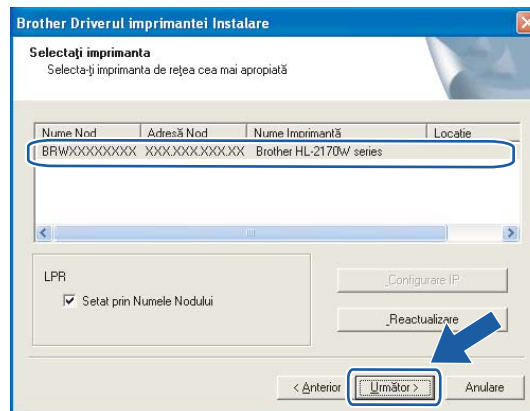 Brother Driverul imprimantei Instalare
Selectaţi imprimanta
Selecta-ţi imprimanta de reţea cea mai apropiată
Nume Nod Adresă Nod Nume Imprimantă Locatie
BRWXXXXXXXX XXX.XXX.XXX.XX Brother HL-2170W series
LPR
Setat prin Numele Nodului
Configurare IP
Reactualizare
< Anterior Următor > Anulare